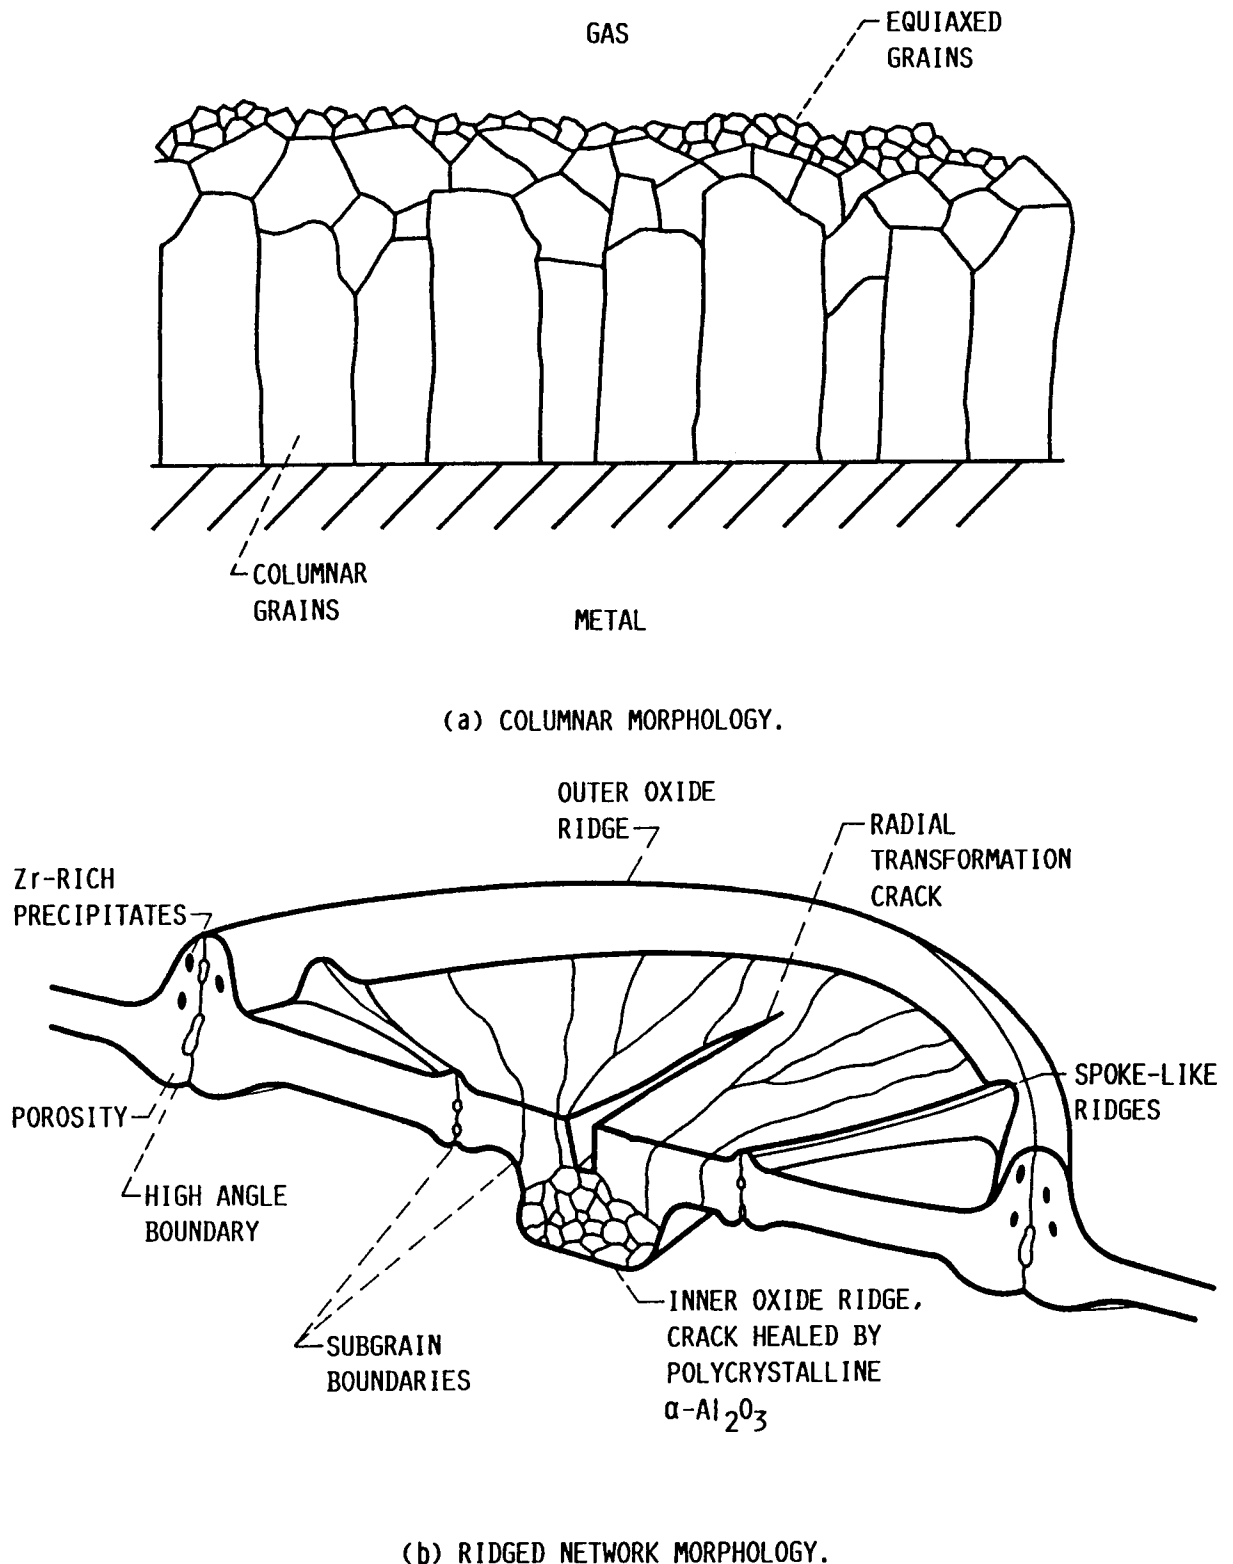 GAS
EQUIAXED
GRAINS
COLUMNAR
GRAINS
METAL
(a) COLUMNAR MORPHOLOGY.
OUTER OXIDE
RIDGE
RADIAL
TRANSFORMATION
CRACK
Zr-RICH
PRECIPITATES
SPOKE-LIKE
RIDGES
POROSITY
HIGH ANGLE
BOUNDARY
INNER OXIDE RIDGE,
CRACK HEALED BY
POLYCRYSTALLINE
α-Al2O3
SUBGRAIN
BOUNDARIES
(b) RIDGED NETWORK MORPHOLOGY.